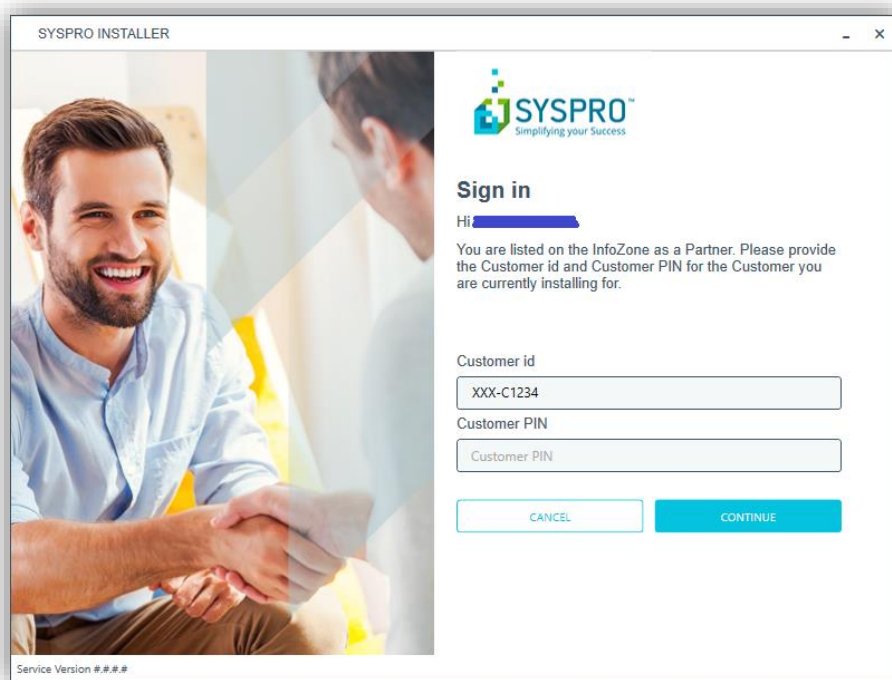 SYSPRO INSTALLER
SYSPRO™
Simplifying your Success
Sign in
Hi
You are listed on the InfoZone as a Partner. Please provide
the Customer id and Customer PIN for the Customer you
are currently installing for.
Customer id
XXX-C1234
Customer PIN
Customer PIN
CANCEL
CONTINUE
Service Version #.#.#.#